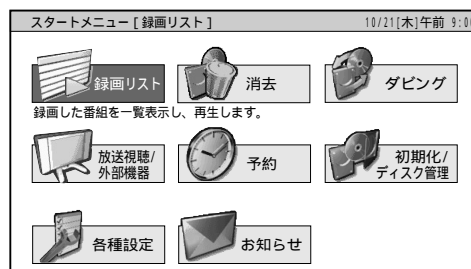 スタートメニュー [ 録画リスト ]
10/21[木]午前 9:00
録画リスト
消去
ダビング
録画した番組を一覧表示し、再生します。
放送視聴/
外部機器
予約
初期化/
ディスク管理
各種設定
お知らせ